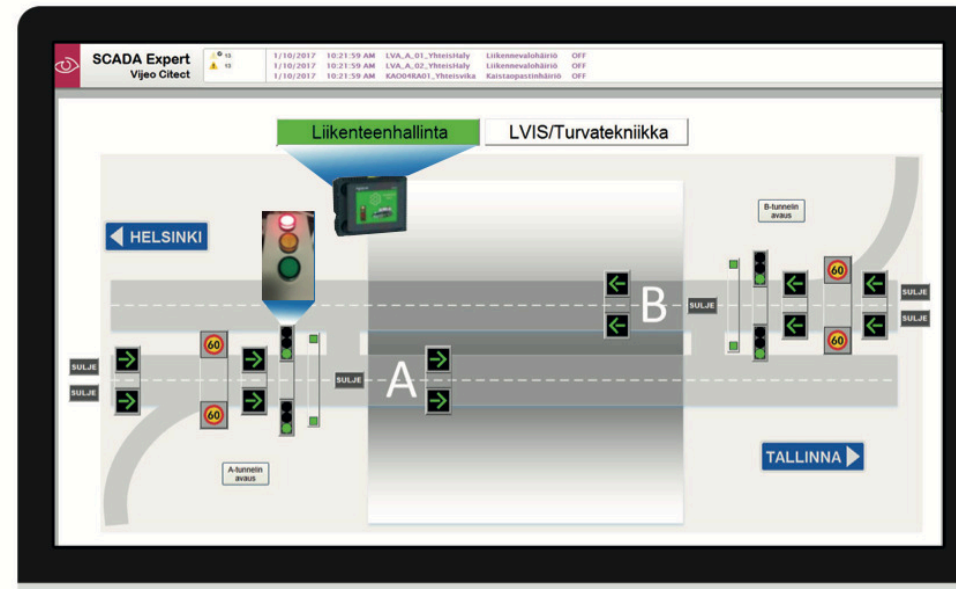 SCADA Expert
Vijeo Citect
13
13
1/10/2017 10:21:59 AM LVA_A_01_YhteisHaly Liikennevalohäiriö OFF
1/10/2017 10:21:59 AM LVA_A_02_YhteisHaly Liikennevalohäiriö OFF
1/10/2017 10:21:59 AM KAO04RA01_Yhteisvika Kaistaopastinhäiriö OFF
Liikenteenhallinta
LVIS/Turvatekniikka
B-tunnelin
avaus
HELSINKI
60
SULJE
SULJE
B
SULJE
60
60
SULJE
SULJE
SULJE
A
60
A-tunnelin
avaus
TALLINNA